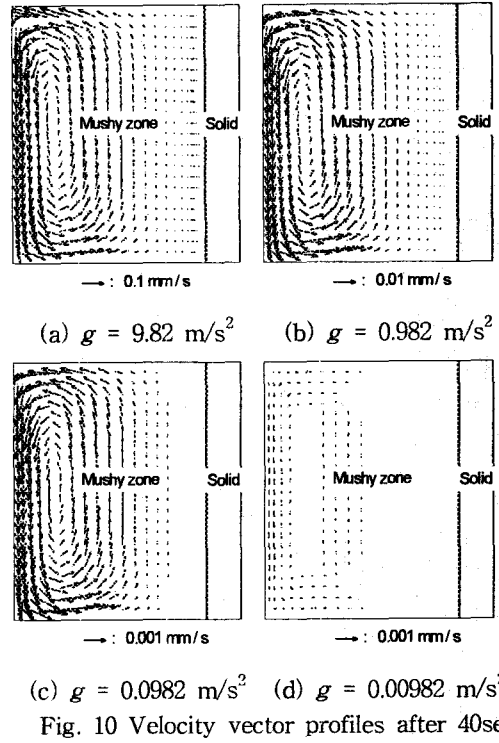 Mushy zone Solid Mushy zone Solid
: 0.1 mm/s : 0.01 mm/s
(a) g = 9.82 m/s² (b) g = 0.982 m/s²
Mushy zone Solid Mushy zone Solid
: 0.001 mm/s : 0.001 mm/s
(c) g = 0.0982 m/s² (d) g = 0.00982 m/s²
Fig. 10 Velocity vector profiles after 40se